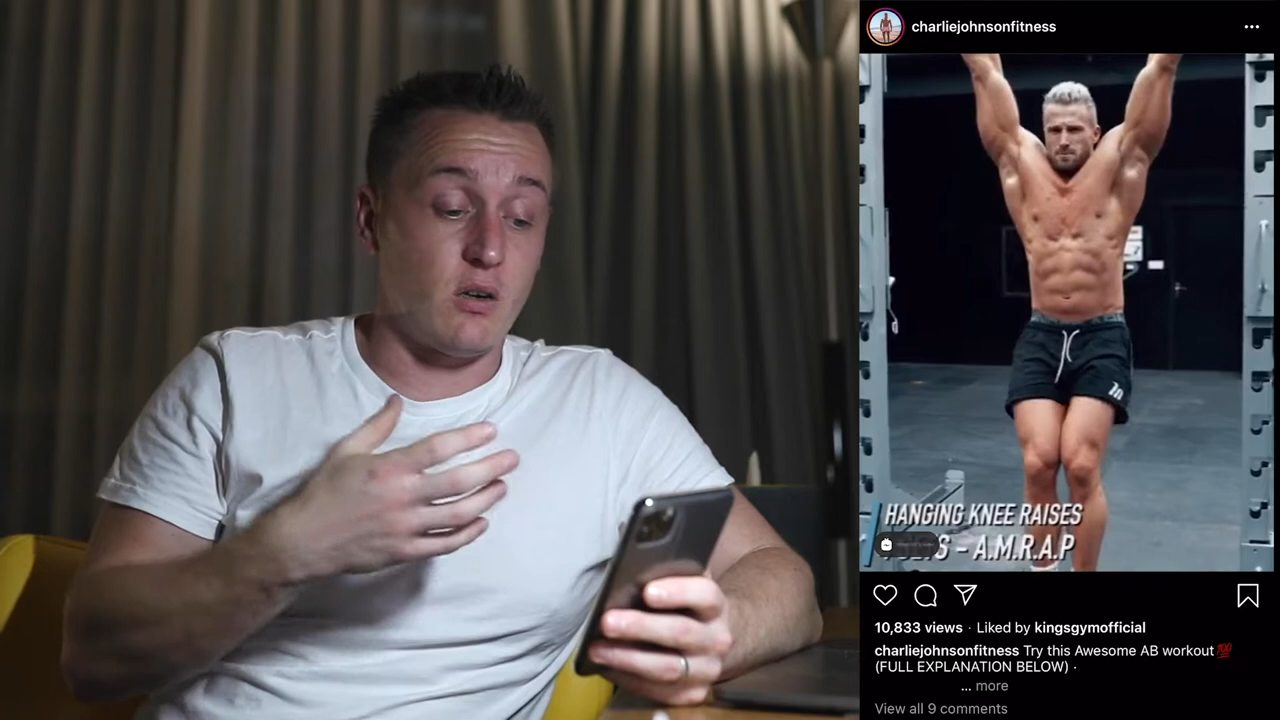 charliejohnsonfitness
HANGING KNEE RAISES
S - A.M.R.A.P
10,833 views · Liked by kingsgymofficial
charliejohnsonfitness Try this Awesome AB workout💯
(FULL EXPLANATION BELOW) ·
... more
View all 9 comments